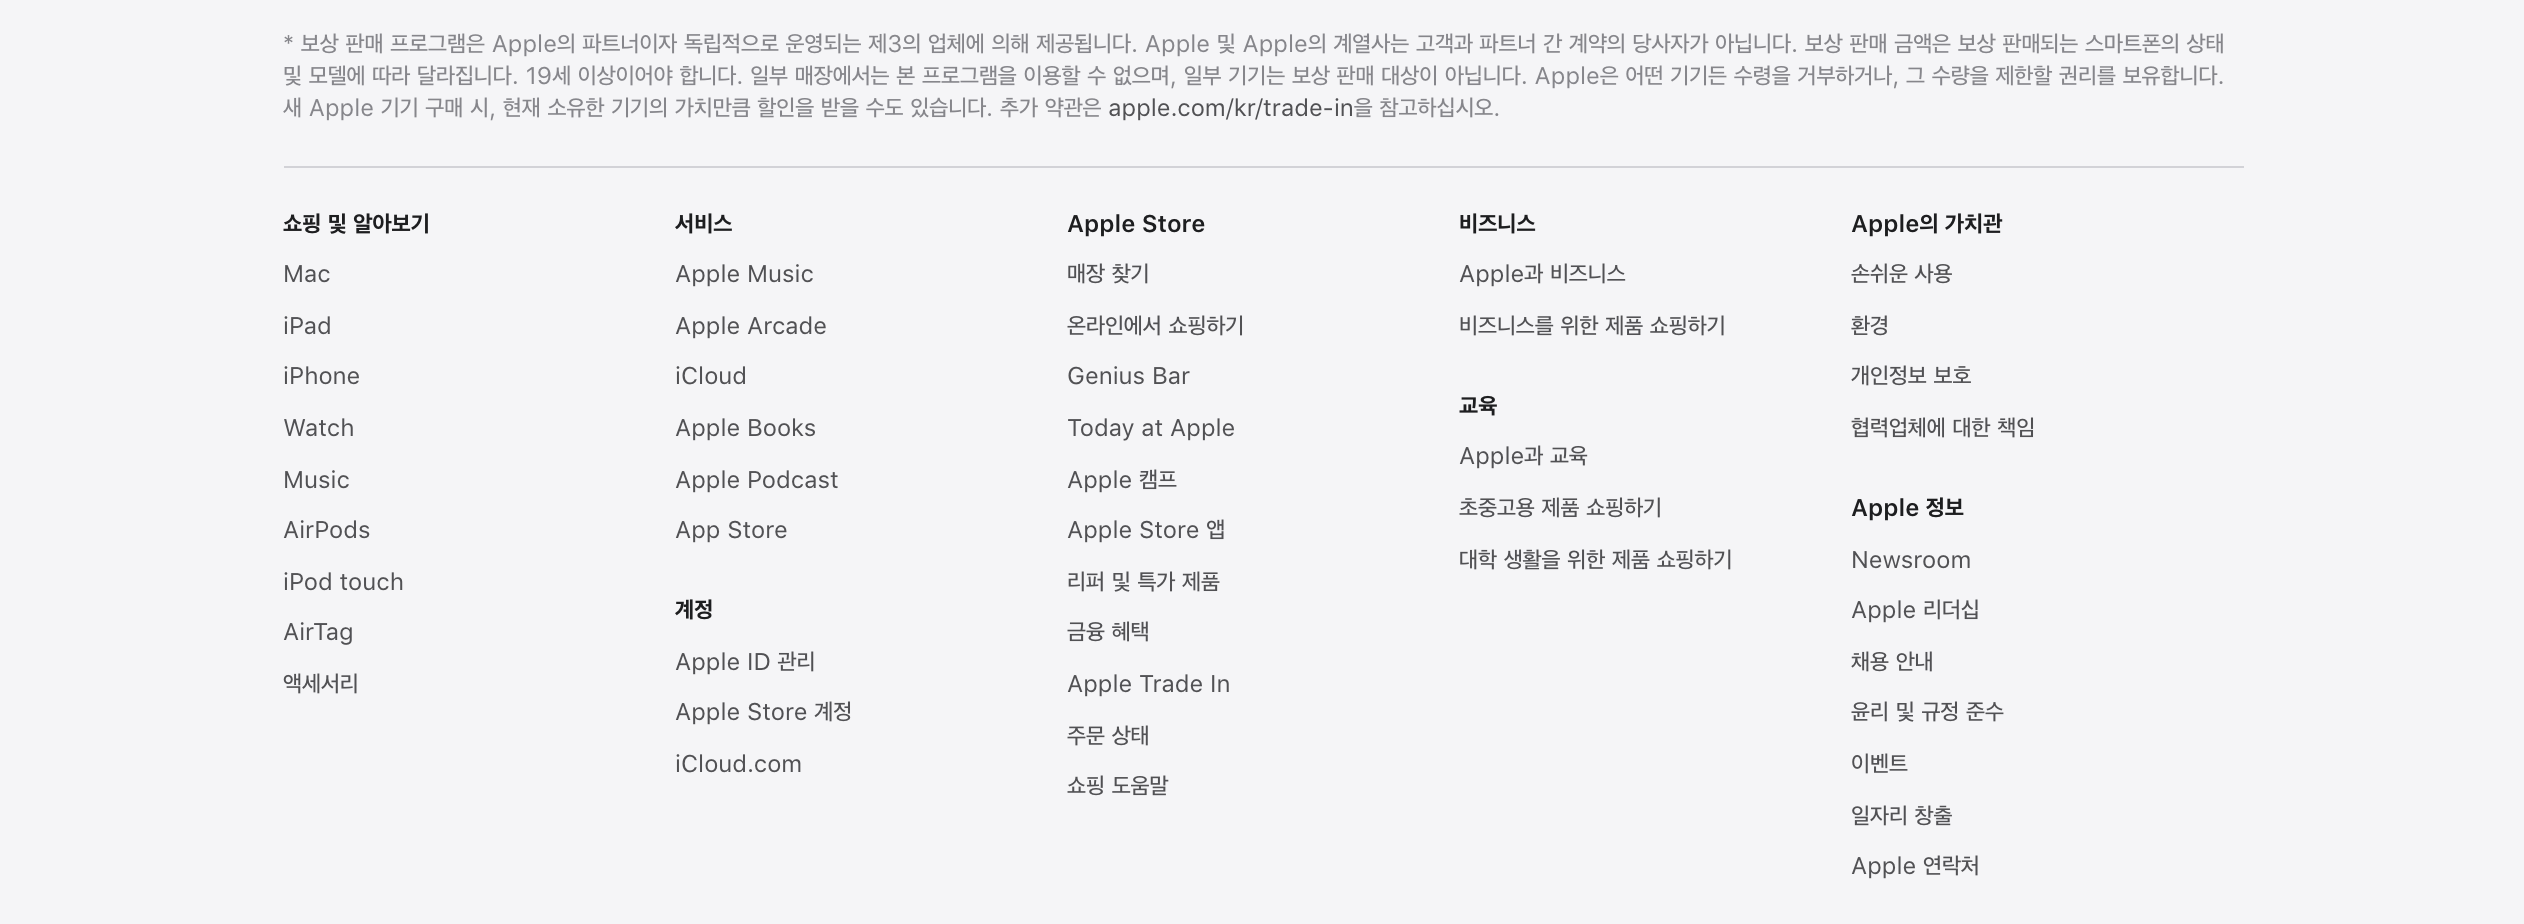 * 보상 판매 프로그램은 Apple의 파트너이자 독립적으로 운영되는 제3의 업체에 의해 제공됩니다. Apple 및 Apple의 계열사는 고객과 파트너 간 계약의 당사자가 아닙니다. 보상 판매 금액은 보상 판매되는 스마트폰의 상태
및 모델에 따라 달라집니다. 19세 이상이어야 합니다. 일부 매장에서는 본 프로그램을 이용할 수 없으며, 일부 기기는 보상 판매 대상이 아닙니다. Apple은 어떤 기기든 수령을 거부하거나, 그 수량을 제한할 권리를 보유합니다.
새 Apple 기기 구매 시, 현재 소유한 기기의 가치만큼 할인을 받을 수도 있습니다. 추가 약관은 apple.com/kr/trade-in을 참고하십시오.
쇼핑 및 알아보기
Mac
iPad
iPhone
Watch
Music
AirPods
iPod touch
AirTag
액세서리
서비스
Apple Music
Apple Arcade
iCloud
Apple Books
Apple Podcast
App Store
계정
Apple ID 관리
Apple Store 계정
iCloud.com
Apple Store
매장 찾기
온라인에서 쇼핑하기
Genius Bar
Today at Apple
Apple 캠프
Apple Store 앱
리퍼 및 특가 제품
금융 혜택
Apple Trade In
주문 상태
쇼핑 도움말
비즈니스
Apple과 비즈니스
비즈니스를 위한 제품 쇼핑하기
교육
Apple과 교육
초중고용 제품 쇼핑하기
대학 생활을 위한 제품 쇼핑하기
Apple의 가치관
손쉬운 사용
환경
개인정보 보호
협력업체에 대한 책임
Apple 정보
Newsroom
Apple 리더십
채용 안내
윤리 및 규정 준수
이벤트
일자리 창출
Apple 연락처